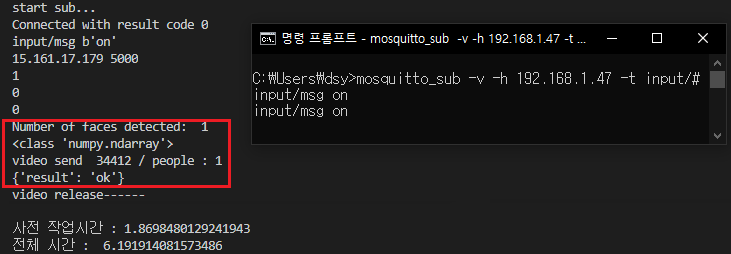 start sub...
Connected with result code 0
input/msg b'on'
15.161.17.179 5000
1
0
0
Number of faces detected:  1
<class 'numpy.ndarray'>
video send  34412 / people : 1
{'result': 'ok'}
video release------
사전 작업시간 : 1.8698480129241943
전체 시간 :  6.191914081573486
명령 프롬프트 - mosquitto_sub  -v -h 192.168.1.47 -t ...
C:₩Users₩dsy>mosquitto_sub -v -h 192.168.1.47 -t input/#
input/msg on
input/msg on